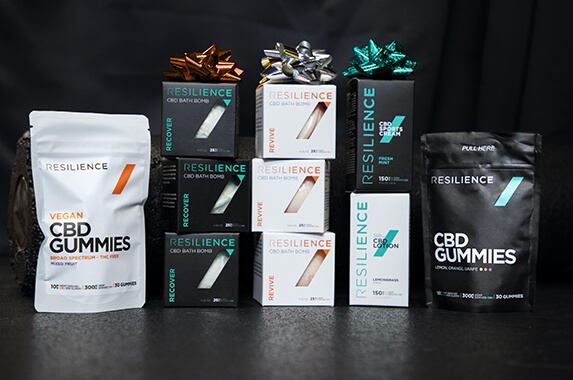 RESILIENCE
VEGAN
CBD
GUMMIES
BROAD SPECTRUM - THC FREE
MIXED FRUIT
30 GUMMIES
RESILIENCE
CBD BATH BOMB
RECOVER
RESILIENCE
CBD BATH BOMB
RECOVER
RESILIENCE
CBD BATH BOMB
RECOVER
RESILIENCE
CBD BATH BOMB
REVIVE
RESILIENCE
CBD BATH BOMB
REVIVE
RESILIENCE
CBD BATH BOMB
REVIVE
RESILIENCE
CBD
SPORTS
CREAM
FRESH
MINT
150
RESILIENCE
CBD
LOTION
LEMONGRASS
150
RESILIENCE
CBD
GUMMIES
LEMON, ORANGE, GRAPE
30 GUMMIES